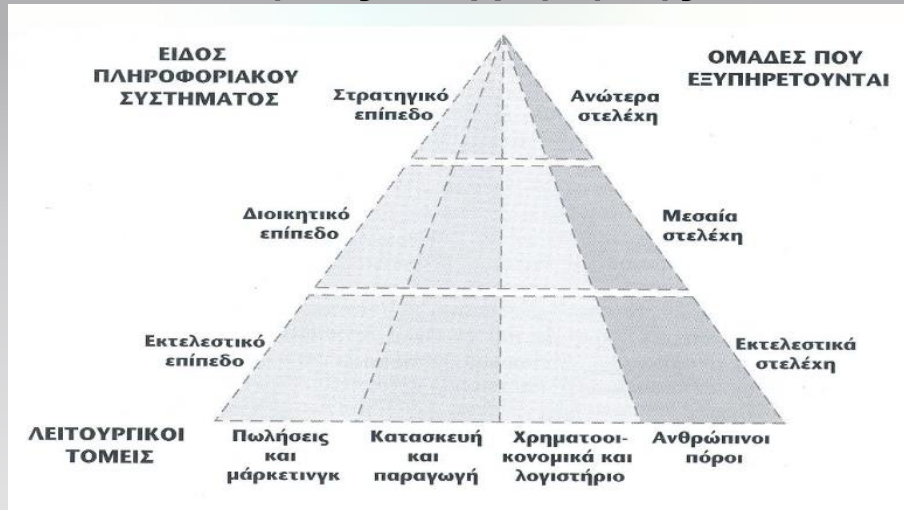 ΕΙΔΟΣ
ΠΛΗΡΟΦΟΡΙΑΚΟΥ
ΣΥΣΤΗΜΑΤΟΣ
ΟΜΑΔΕΣ ΠΟΥ
ΕΞΥΠΗΡΕΤΟΥΝΤΑΙ
Στρατηγικό
επίπεδο
Ανώτερα
στελέχη
Διοικητικό
επίπεδο
Μεσαία
στελέχη
Εκτελεστικό
επίπεδο
Εκτελεστικά
στελέχη
ΛΕΙΤΟΥΡΓΙΚΟΙ
ΤΟΜΕΙΣ
Πωλήσεις
και
μάρκετινγκ
Κατασκευή
και
παραγωγή
Χρηματοοι-
κονομικά και
λογιστήριο
Ανθρώπινοι
πόροι